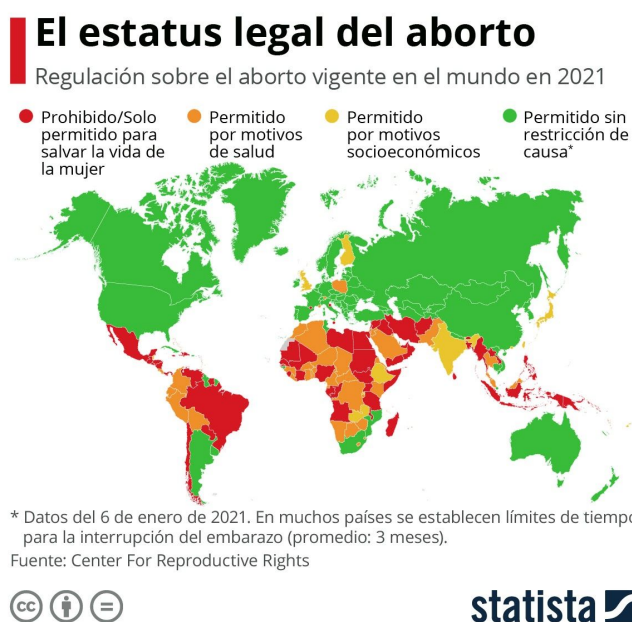 El estatus legal del aborto
Regulación sobre el aborto vigente en el mundo en 2021
Prohibido/Solo
permitido para
salvar la vida de
la mujer
Permitido
por motivos
de salud
Permitido
por motivos
socioeconómicos
Permitido sin
restricción de
causa*
* Datos del 6 de enero de 2021. En muchos países se establecen límites de tiempo
para la interrupción del embarazo (promedio: 3 meses).
Fuente: Center For Reproductive Rights
cc
statista